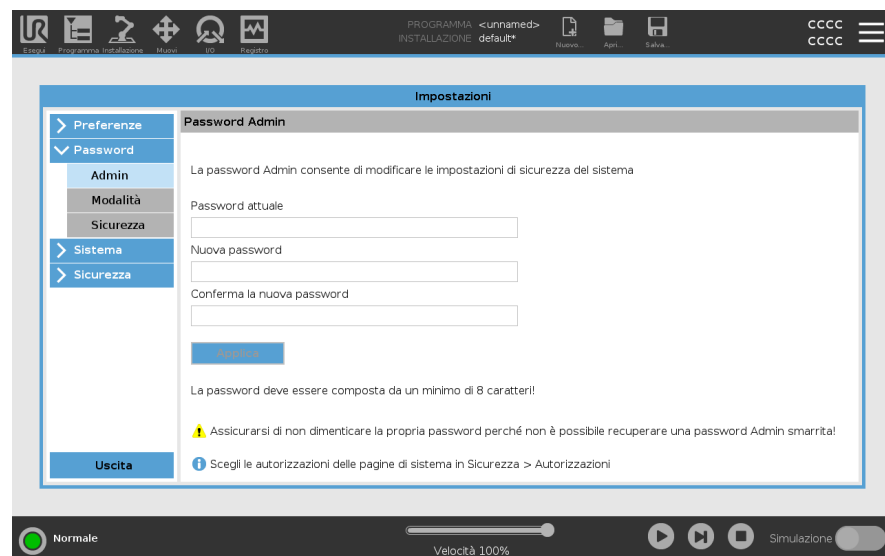 UR
PROGRAMMA <unnamed>
INSTALLAZIONE default*
CCCC
CCCC
Esegui Programma Installazione Muovi I/O Registro Nuovo... Apri... Salva...
Impostazioni
Preferenze
Password
Admin
Modalità
Sicurezza
Sistema
Sicurezza
Uscita
Password Admin
La password Admin consente di modificare le impostazioni di sicurezza del sistema
Password attuale
Nuova password
Conferma la nuova password
Applica
La password deve essere composta da un minimo di 8 caratteri!
Assicurarsi di non dimenticare la propria password perché non è possibile recuperare una password Admin smarrita!
Scegli le autorizzazioni delle pagine di sistema in Sicurezza > Autorizzazioni
Normale
Velocità 100%
Simulazione